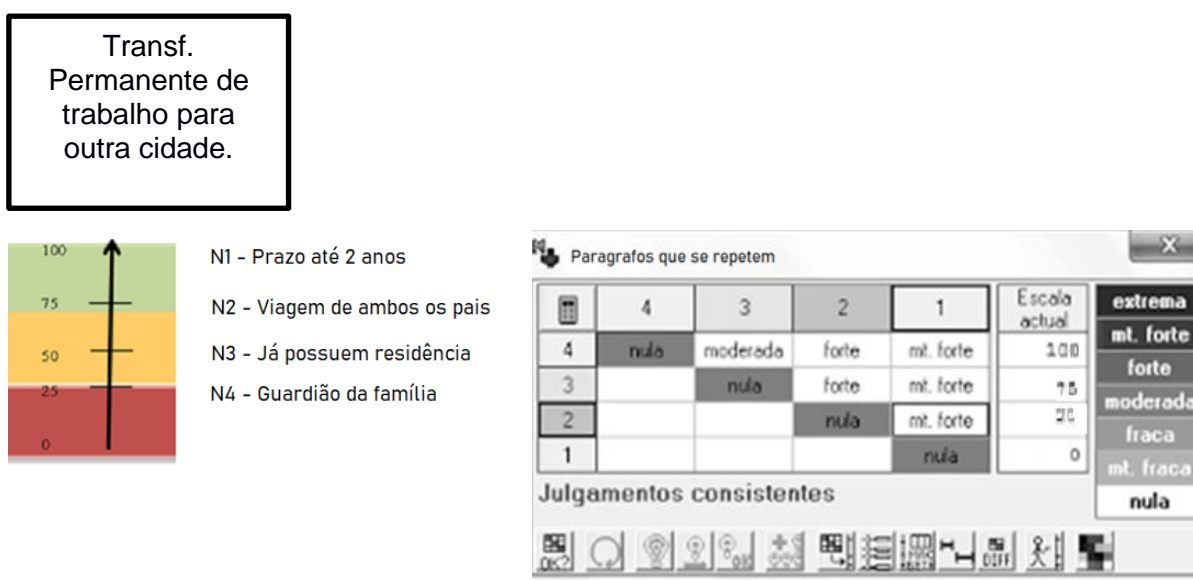 Transf.
Permanente de
trabalho para
outra cidade.
100
75
50
25
0
N1 - Prazo até 2 anos
N2 - Viagem de ambos os pais
N3 - Já possuem residência
N4 - Guardião da família
Paragrafos que se repetem
X
4 3 2 1 Escala actual
4 nula moderada forte mt. forte 100
3 nula forte mt. forte 75
2 nula mt. forte
1 nula 0
extrema
mt. forte
forte
moderada
fraca
mt. fraca
nula
Julgamentos consistentes
OK?
DIFF